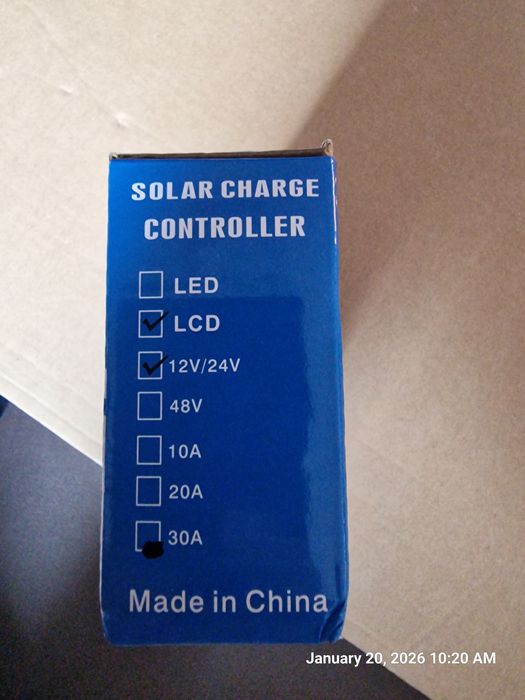 SOLAR CHARGE
CONTROLLER
LED
LCD
12V/24V
48V
10A
20A
30A
Made in China
January 20, 2026 10:20 AM